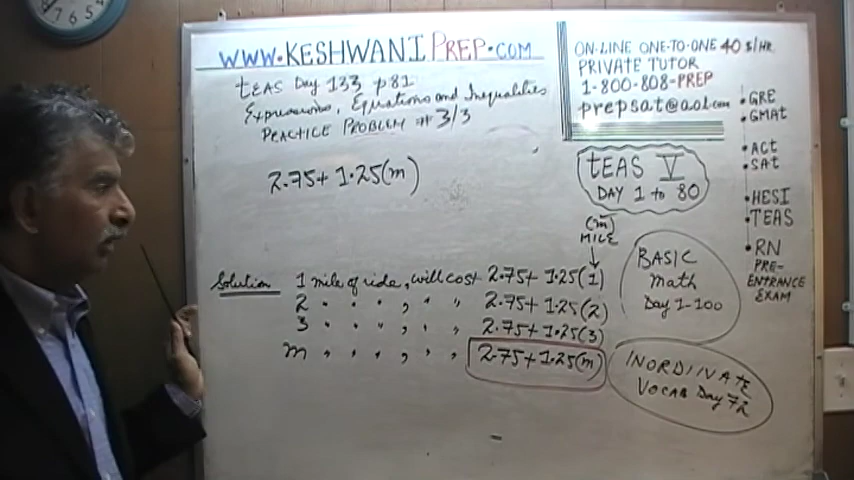 WWW.KESHWANIPREP.COM
TEAS Day 133 p81
Expressions, Equations and Inequalities
PRACTICE PROBLEM # 3/3
2.75+1.25(m)
ON-LINE ONE-TO-ONE 40 $/HR
PRIVATE TUTOR
1-800-808-PREP
prepsat@aol.com
• GRE
• GMAT
• ACT
• SAT
• HESI
• TEAS
• RN
PRE-
ENTRANCE
EXAM
TEAS V
DAY 1 to 80
(m)
MILE
Solution 1 mile of ride, will cost 2.75+1.25(1)
2 " " " , " " 2.75+1.25(2)
3 " " " , " " 2.75+1.25(3)
m " " " , " " 2.75+1.25(m)
BASIC
math
Day 1-100
INORDINATE
VOCAB Day 72
7 6 5 4